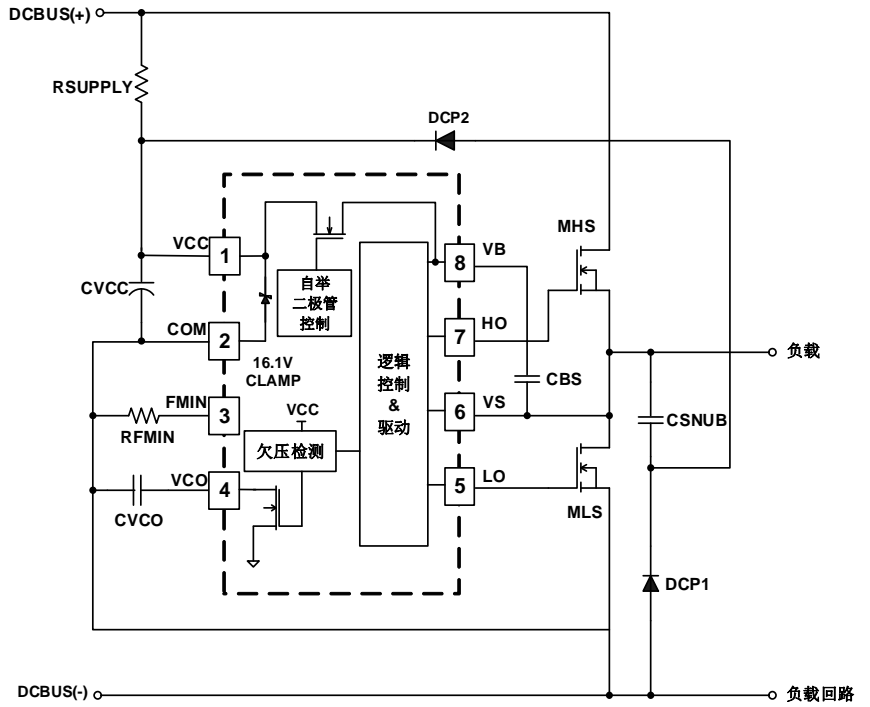 DCBUS(+)
RSUPPLY
DCP2
MHS
VCC
1
8
VB
CVCC
自举
二极管
控制
COM
2
7
HO
负载
16.1V
CLAMP
逻辑
控制
&
驱动
CBS
FMIN
3
6
VS
CSNUB
RFMIN
VCC
欠压检测
VCO
4
5
LO
CVCO
MLS
DCP1
DCBUS(-)
负载回路